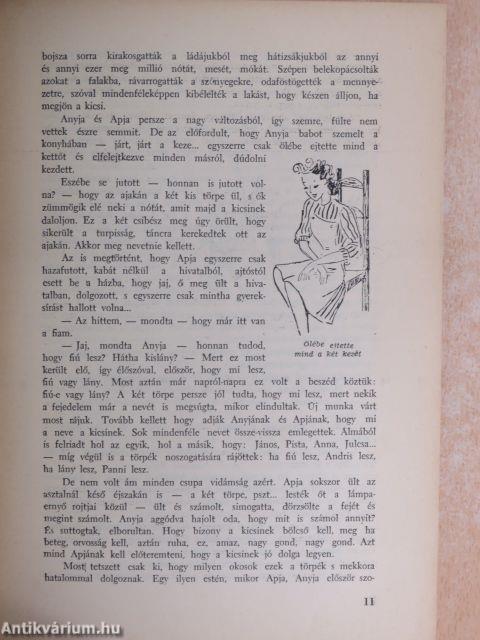 bojsza sorra kirakosgatták a ládájukból meg hátizsákjukból az annyi
és annyi ezer meg millió nótát, mesét, mókát. Szépen belekopácsolták
azokat a falakba, rávarrogatták a szőnyegekre, odaföstögették a mennye-
zetre, szóval mindenféleképpen kibélelték a lakást, hogy készen álljon, ha
megjön a kicsi.
Anyja és Apja persze a nagy változásból, így szemre, fülre nem
vettek észre semmit. De az előfordult, hogy Anyja babot szemelt a
konyhában — járt, járt a keze... egyszerre csak ölébe ejtette mind a
kettőt és elfelejtkezve minden másról, dúdolni
kezdett.
Eszébe se jutott — honnan is jutott vol-
na? — hogy az ajakán a két kis törpe ül, s ők
zümmögik elé neki a nótát, amit majd a kicsinek
daloljon. Ez a két csibész meg úgy örült, hogy
sikerült a turpisság, táncra kerekedtek ott az
ajakán. Akkor meg nevetnie kellett.
Az is megtörtént, hogy Apja egyszerre csak
hazafutott, kabát nélkül a hivatalból, ajtóstól
esett be a házba, hogy jaj, ő meg ült a hiva-
talban, dolgozott, s egyszerre csak mintha gyerek-
sírást hallott volna...
— Azt hittem, — mondta — hogy már itt van
a fiam.
— Jaj, mondta Anyja — honnan tudod,
hogy fiú lesz? Hátha kislány? — Mert ez most
került elő, így élőszóval, először, hogy mi lesz,
Ölébe ejtette
mind a két kezét
fiú vagy lány. Most aztán már napról-napra ez volt a beszéd köztük:
fiú-e vagy lány? A két törpe persze jól tudta, hogy mi lesz, mert nekik
a fejedelem már a nevét is megsúgta, mikor elindultak. Új munka várt
most rájuk. Tovább kellett hogy adják Anyjának és Apjának, hogy mi
a neve a kicsinek. Sok mindenféle nevet össze-vissza emlegettek. Álmából
is felriadt hol az egyik, hol a másik, hogy: János, Pista, Anna, Julcsa...
— míg végül is a törpék noszogatására rájöttek: ha fiú lesz, Andris lesz,
ha lány lesz, Panni lesz.
De nem volt ám minden csupa vidámság azért. Apja sokszor ült az
asztalnál késő éjszakán is — a két törpe, pszt... lesték őt a lámpa-
ernyő rojtjai közül — ült és számolt, simogatta, dörzsölte a fejét és
megint számolt. Anyja aggódva hajolt oda, hogy mit is számol annyit?
És suttogtak, elborultan. Hogy bizony a kicsinek bölcső kell, meg ha
beteg, orvosság kell, aztán ruha, ez, amaz, nagy gond, nagy gond. Azt
mind Apjának kell előteremteni, hogy a kicsinek jó dolga legyen.
Most tetszett csak ki, hogy milyen okosok ezek a törpék s mekkora
hatalommal dolgoznak. Egy ilyen estén, mikor Apja, Anyja először szo-
11
Antikvárium.hu